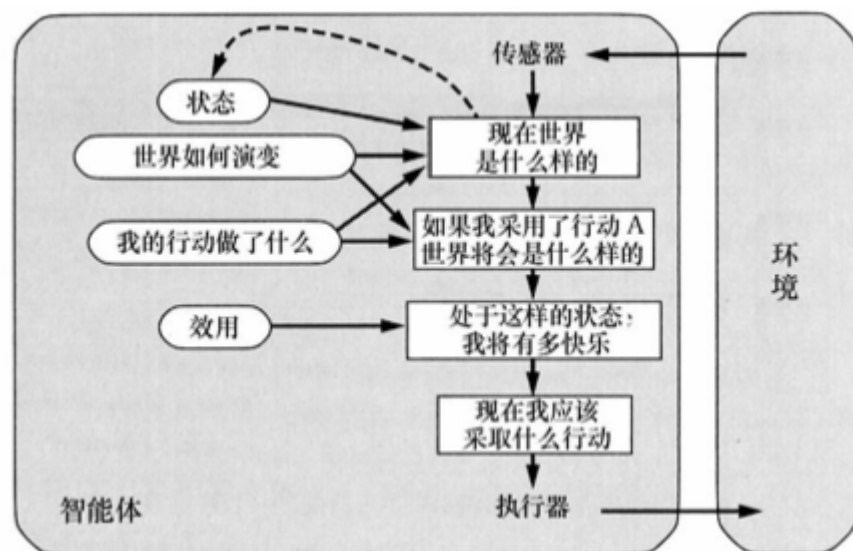 传感器
状态
现在世界
是什么样的
世界如何演变
如果我采用了行动 A
世界将会是什么样的
我的行动做了什么
环
境
处于这样的状态:
我将有多快乐
效用
现在我应该
采取什么行动
智能体
执行器